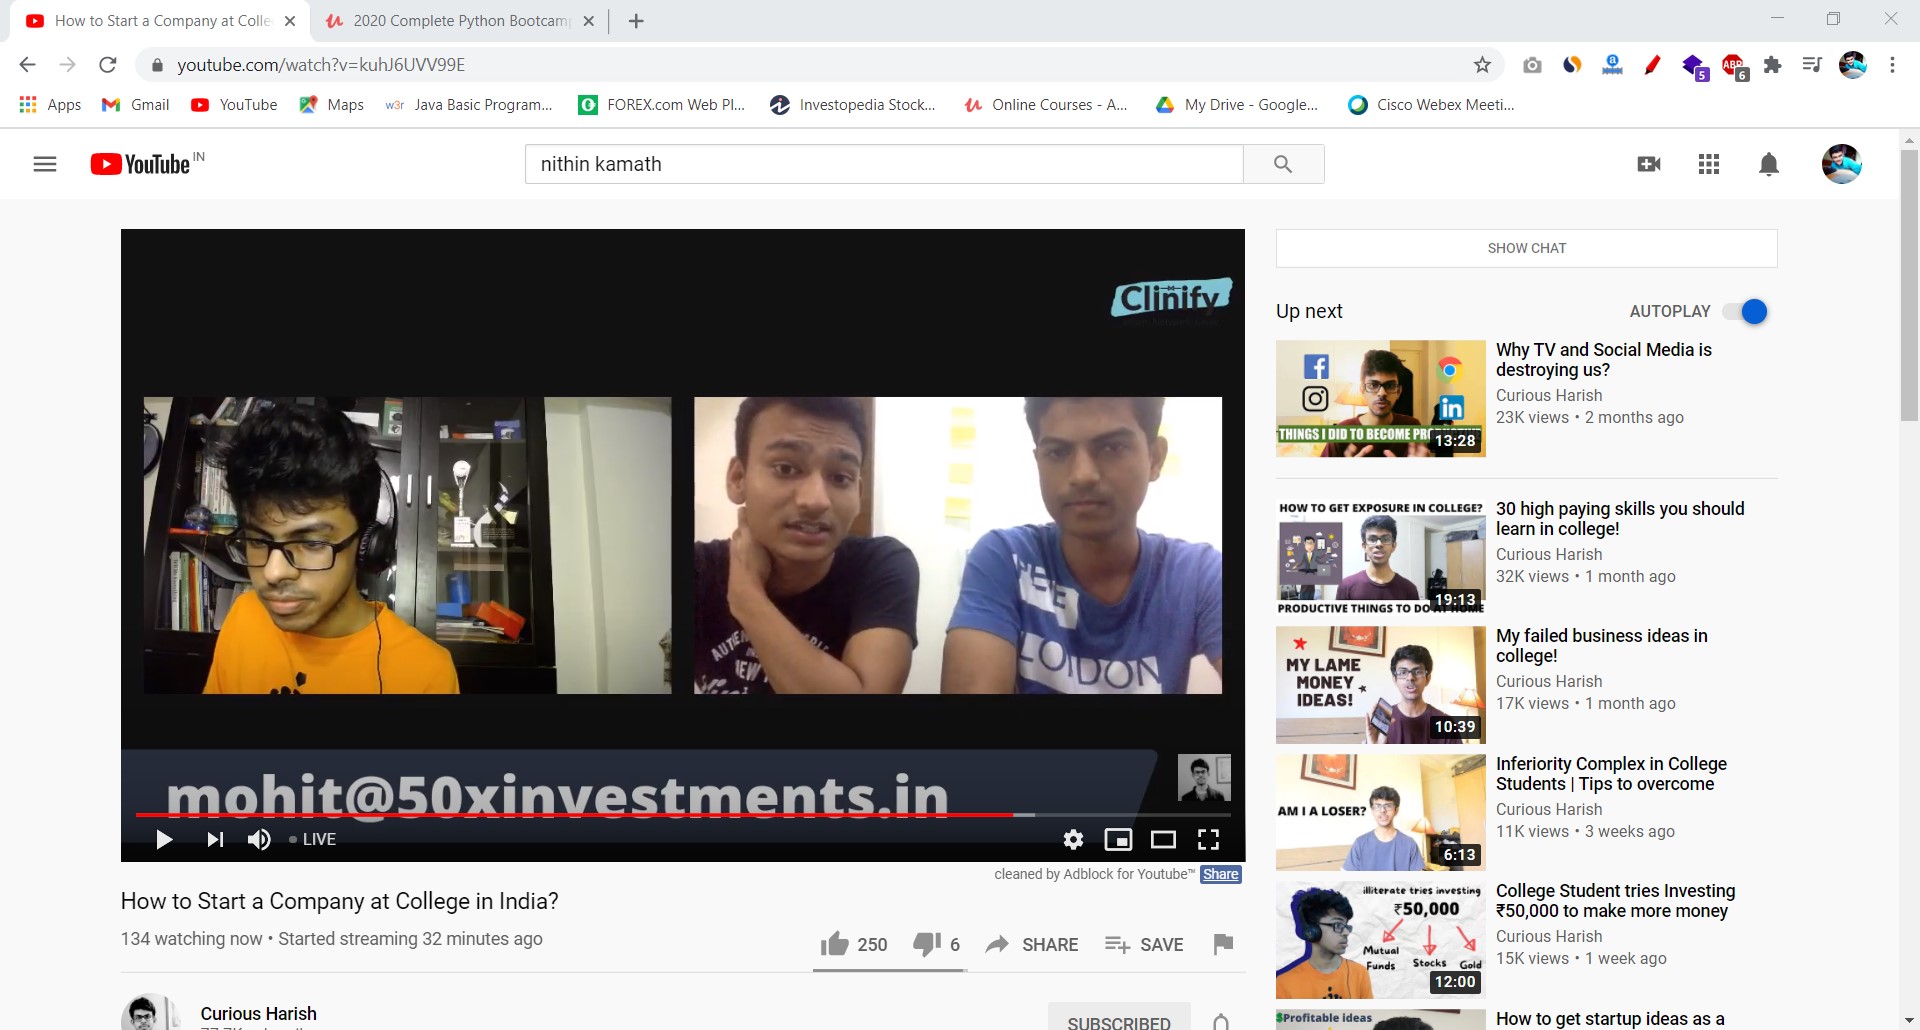 How to Start a Company at Colle
2020 Complete Python Bootcamp
youtube.com/watch?v=kuhJ6UVV99E
5
ABP
6
Apps
Gmail
YouTube
Maps
w3r
Java Basic Program...
FOREX.com Web Pl...
Investopedia Stock...
Online Courses - A...
My Drive - Google...
Cisco Webex Meeti...
YouTube IN
nithin kamath
Clinify
LONDON
mohit@50xinvestments.in
LIVE
cleaned by Adblock for Youtube™ Share
How to Start a Company at College in India?
134 watching now • Started streaming 32 minutes ago
250
6
SHARE
SAVE
Curious Harish
SUBSCRIBED
SHOW CHAT
Up next
AUTOPLAY
THINGS I DID TO BECOME
13:28
Why TV and Social Media is
destroying us?
Curious Harish
23K views • 2 months ago
HOW TO GET EXPOSURE IN COLLEGE?
19:13
PRODUCTIVE THINGS TO DO AT HOME
30 high paying skills you should
learn in college!
Curious Harish
32K views • 1 month ago
MY LAME
MONEY
IDEAS!
10:39
My failed business ideas in
college!
Curious Harish
17K views • 1 month ago
AM I A LOSER?
6:13
Inferiority Complex in College
Students | Tips to overcome
Curious Harish
11K views • 3 weeks ago
illiterate tries investing
₹50,000
Mutual
Funds
Stocks
Gold
12:00
College Student tries Investing
₹50,000 to make more money
Curious Harish
15K views • 1 week ago
$Profitable ideas
How to get startup ideas as a